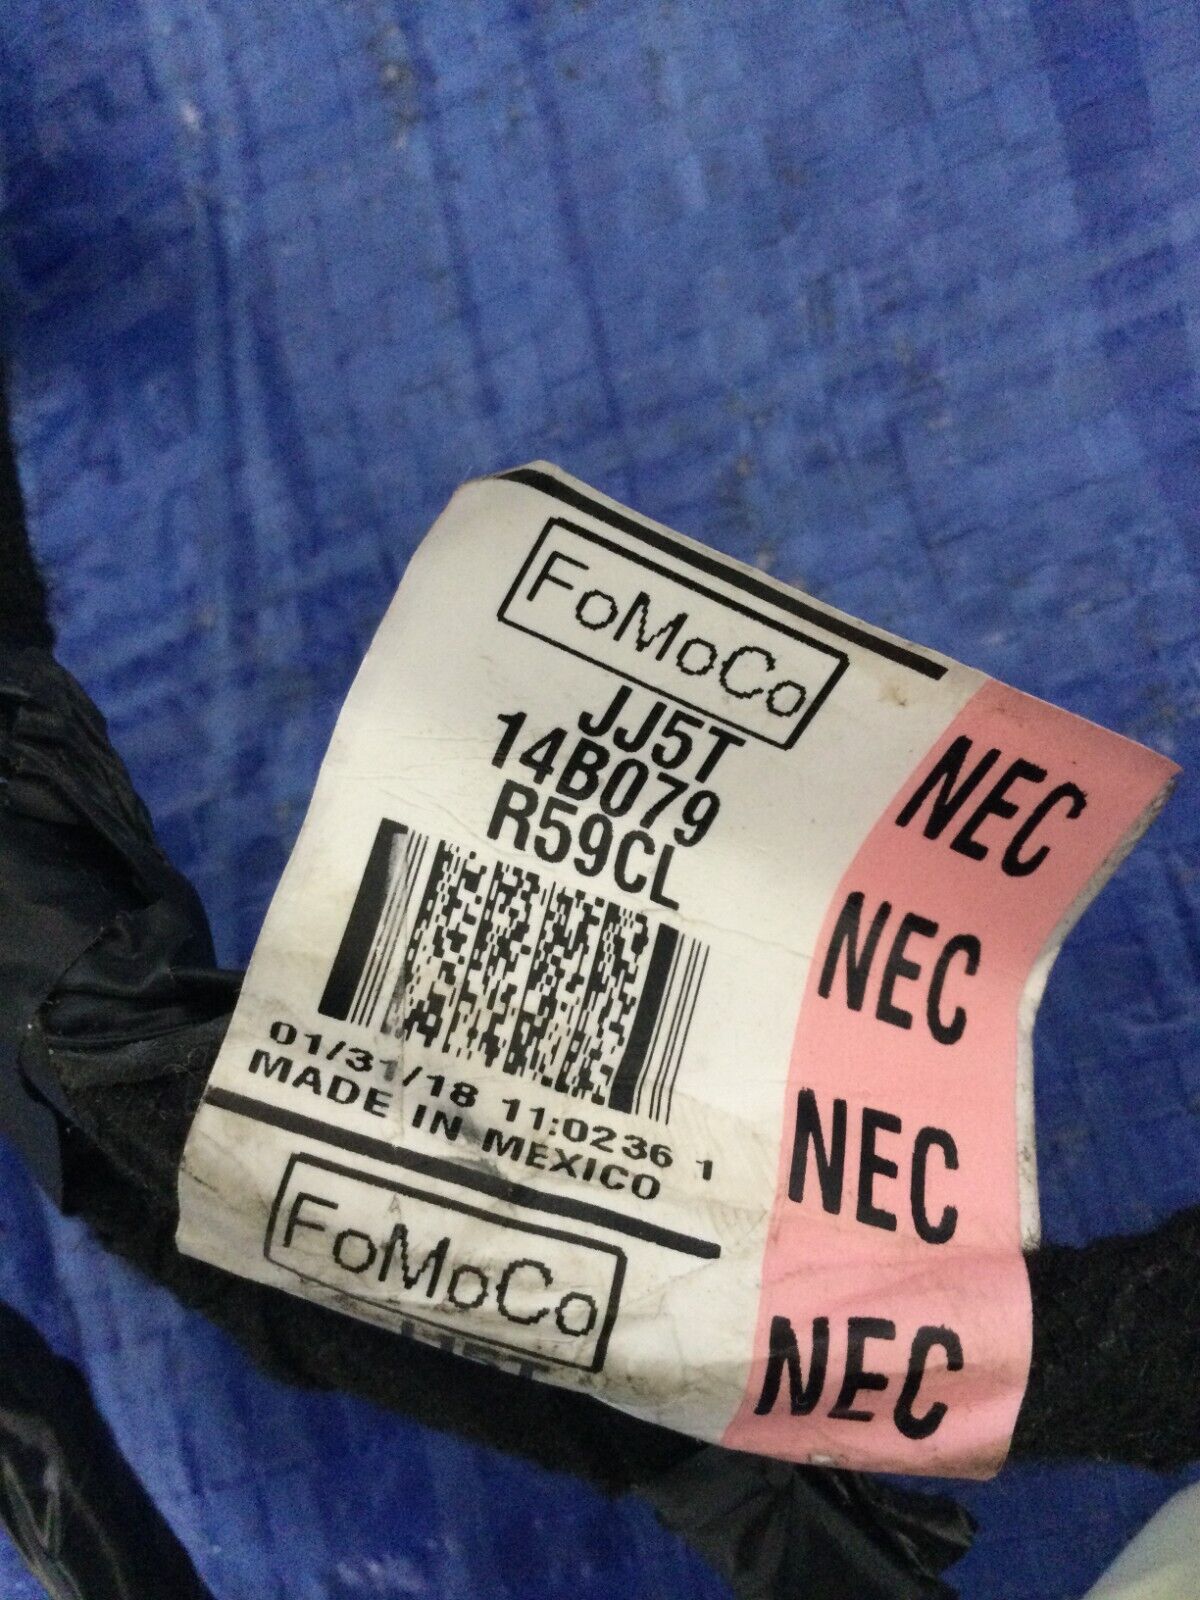 FoMoCo
JJ5T
14B079
R59CL
01/31/18 11:0236 1
MADE IN MEXICO
FoMoCo
NEC
NEC
NEC
NEC